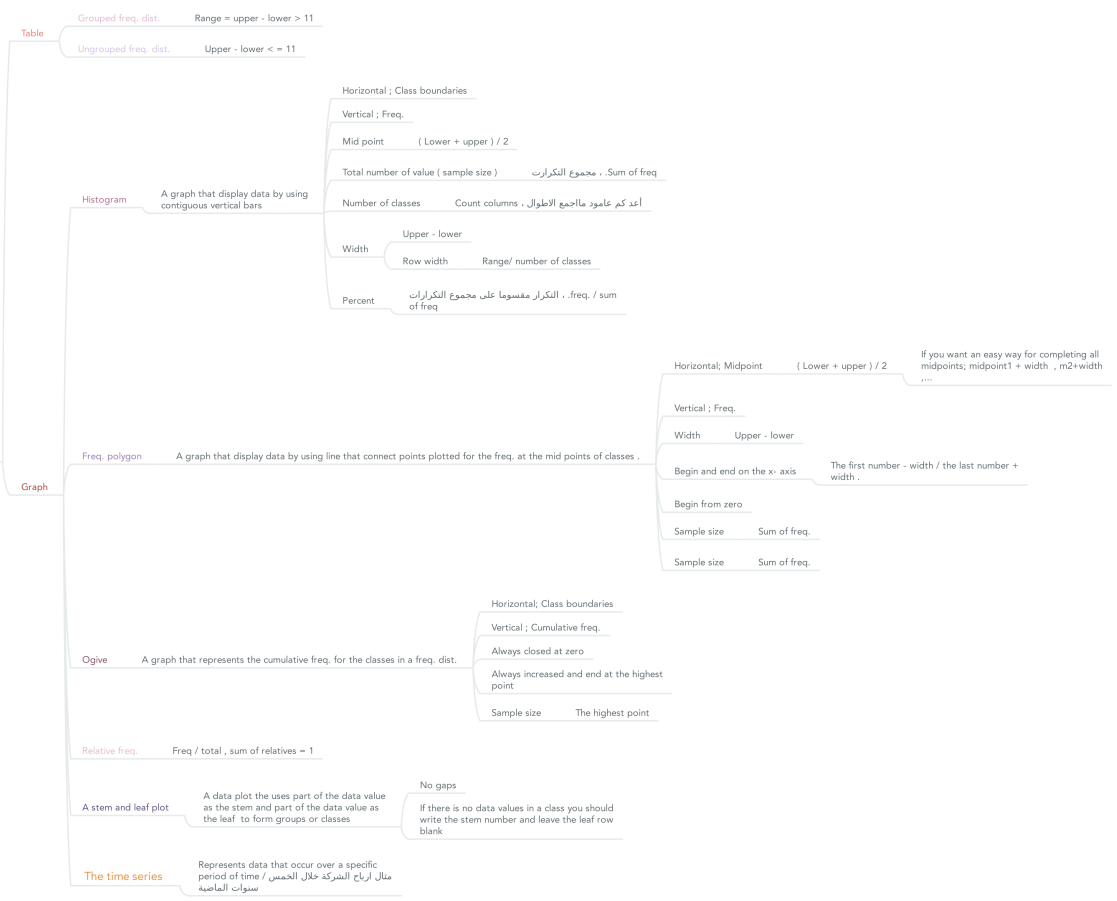 Table
Grouped freq. dist.
Range = upper - lower > 11
Ungrouped freq. dist.
Upper - lower < = 11
Graph
Histogram
A graph that display data by using
contiguous vertical bars
Horizontal ; Class boundaries
Vertical ; Freq.
Mid point
( Lower + upper ) / 2
Total number of value ( sample size )
Sum of freq. ، مجموع التكرارت
Number of classes
Count columns ، أعد كم عامود مااجمع الاطوال
Width
Upper - lower
Row width
Range/ number of classes
Percent
freq. / sum. ، التكرار مقسوما على مجموع التكرارات
of freq
Freq. polygon
A graph that display data by using line that connect points plotted for the freq. at the mid points of classes .
Horizontal; Midpoint
( Lower + upper ) / 2
If you want an easy way for completing all
midpoints; midpoint1 + width , m2+width
,...
Vertical ; Freq.
Width
Upper - lower
Begin and end on the x- axis
The first number - width / the last number +
width .
Begin from zero
Sample size
Sum of freq.
Sample size
Sum of freq.
Ogive
A graph that represents the cumulative freq. for the classes in a freq. dist.
Horizontal; Class boundaries
Vertical ; Cumulative freq.
Always closed at zero
Always increased and end at the highest
point
Sample size
The highest point
Relative freq.
Freq / total , sum of relatives = 1
A stem and leaf plot
A data plot the uses part of the data value
as the stem and part of the data value as
the leaf to form groups or classes
No gaps
If there is no data values in a class you should
write the stem number and leave the leaf row
blank
The time series
Represents data that occur over a specific
period of time / مثال ارباح الشركة خلال الخمس
سنوات الماضية